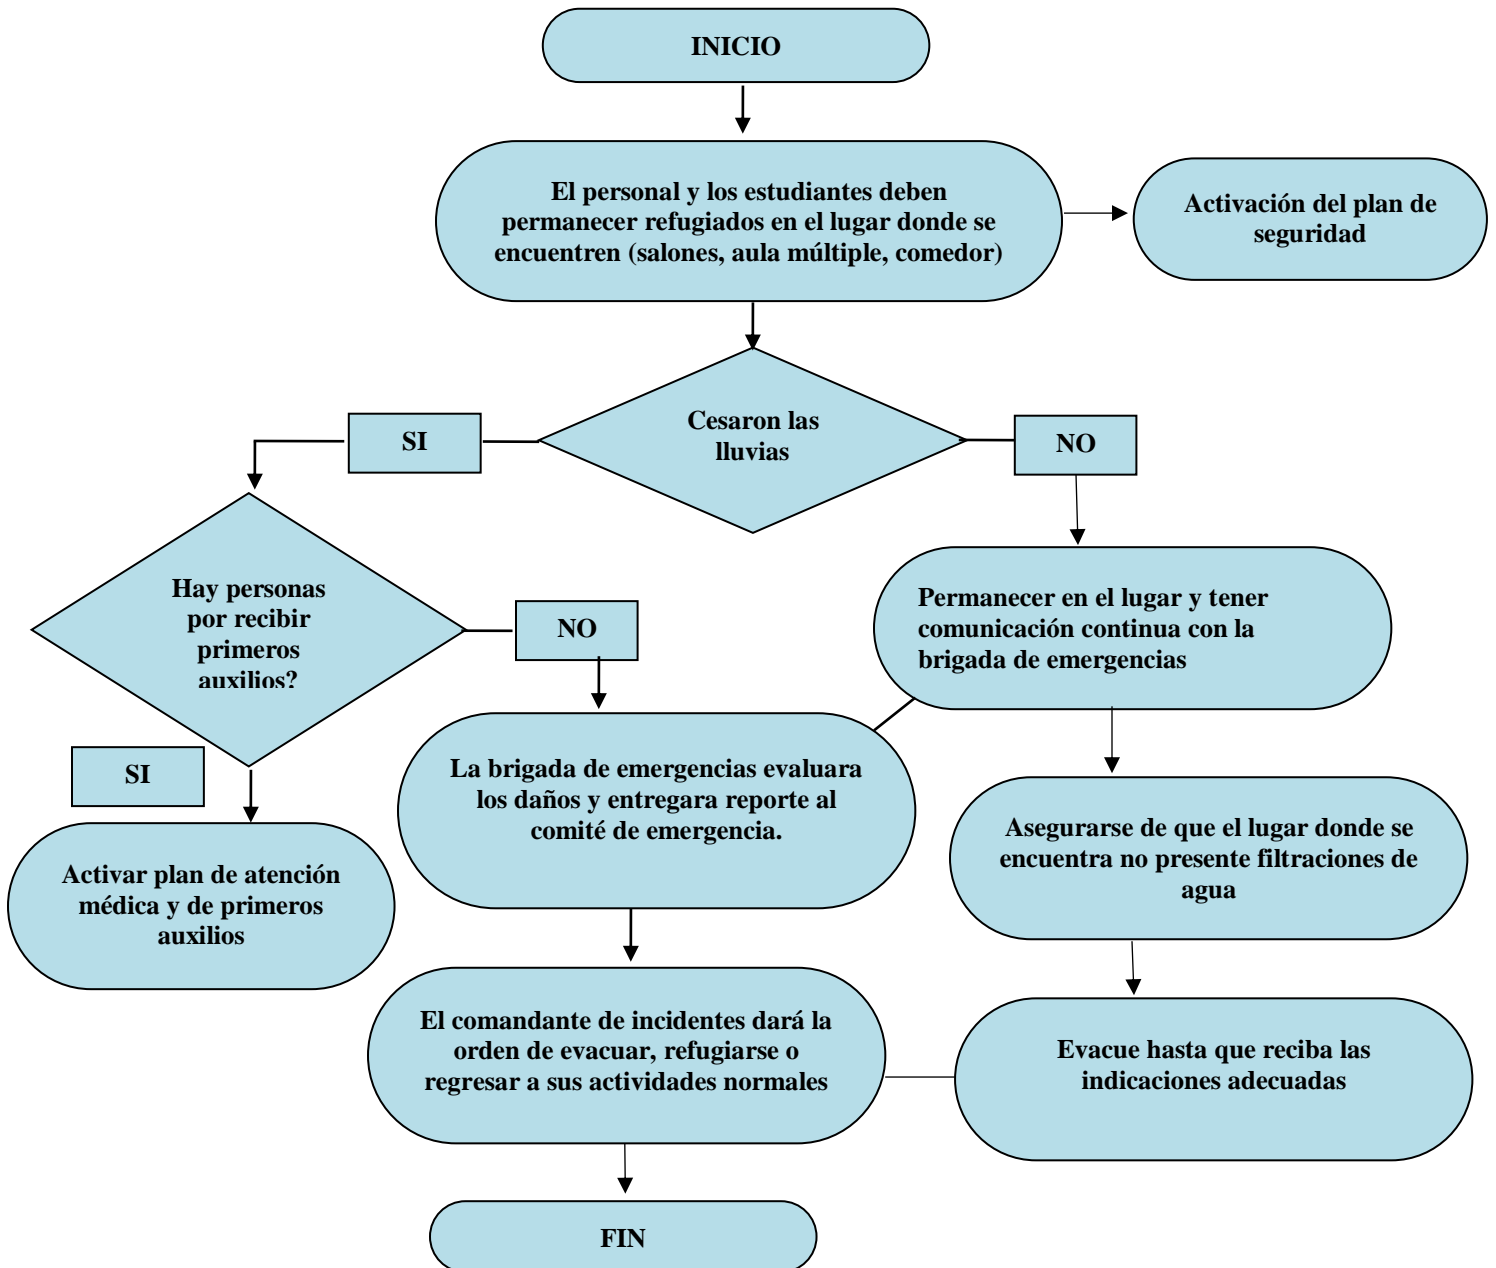 INICIO
El personal y los estudiantes deben
permanecer refugiados en el lugar donde se
encuentren (salones, aula múltiple, comedor)
Activación del plan de
seguridad
Cesaron las
lluvias
SI
NO
Hay personas
por recibir
primeros
auxilios?
NO
Permanecer en el lugar y tener
comunicación continua con la
brigada de emergencias
SI
La brigada de emergencias evaluara
los daños y entregara reporte al
comité de emergencia.
Asegurarse de que el lugar donde se
encuentra no presente filtraciones de
agua
Activar plan de atención
médica y de primeros
auxilios
El comandante de incidentes dará la
orden de evacuar, refugiarse o
regresar a sus actividades normales
Evacue hasta que reciba las
indicaciones adecuadas
FIN